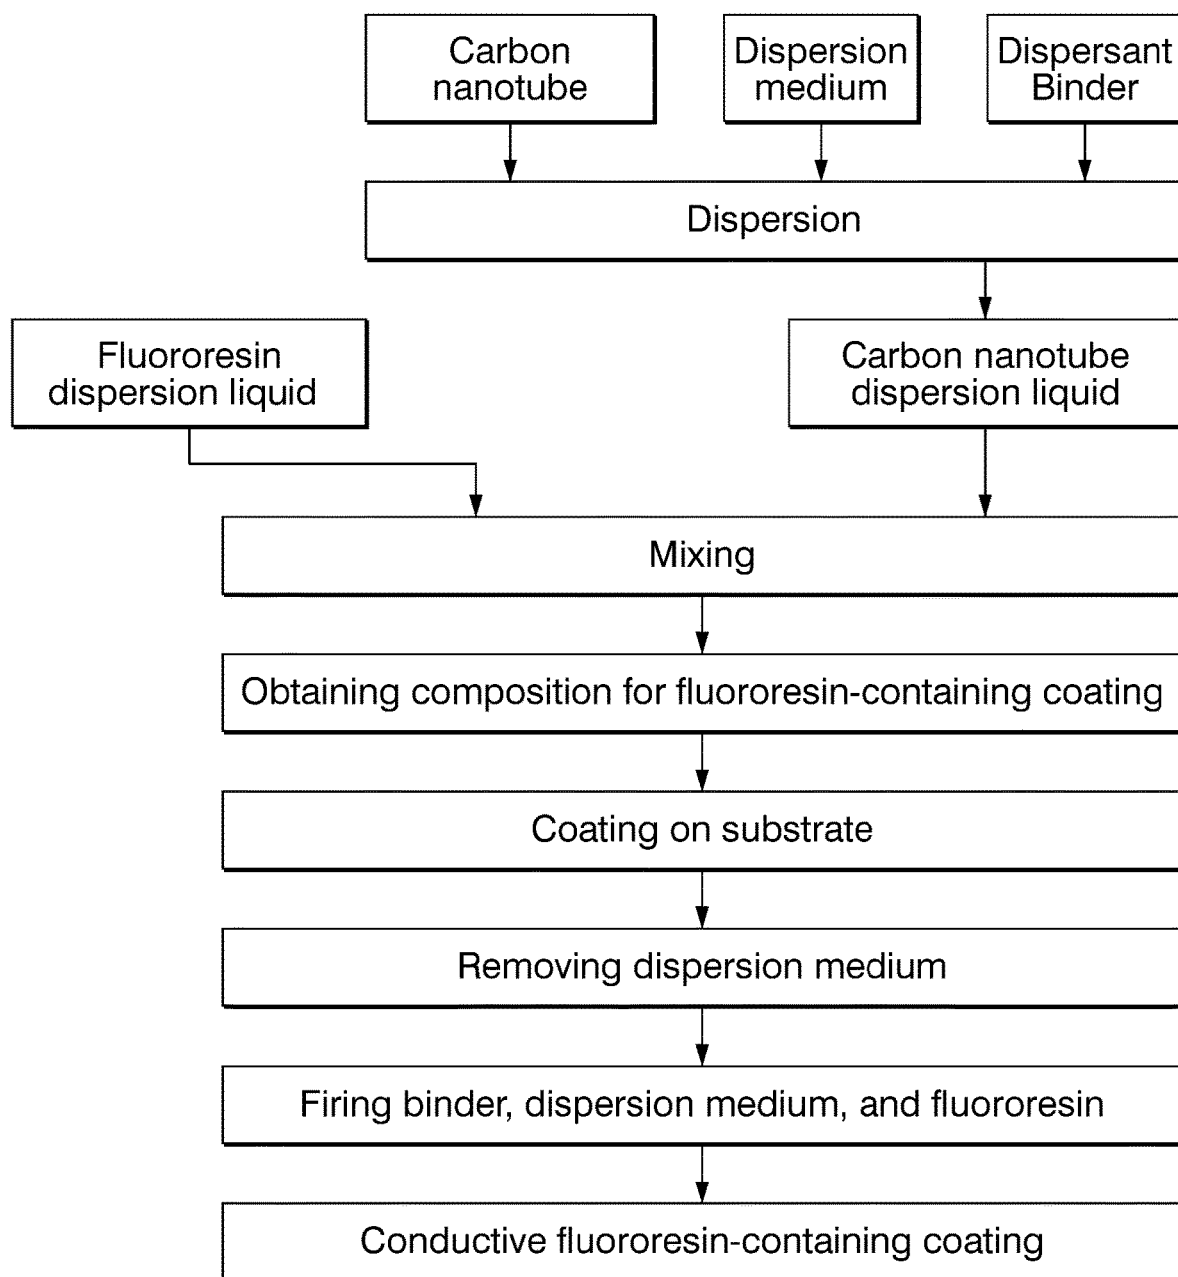 Carbon
nanotube
Dispersion
medium
Dispersant
Binder
Dispersion
Fluororesin
dispersion liquid
Carbon nanotube
dispersion liquid
Mixing
Obtaining composition for fluororesin-containing coating
Coating on substrate
Removing dispersion medium
Firing binder, dispersion medium, and fluororesin
Conductive fluororesin-containing coating